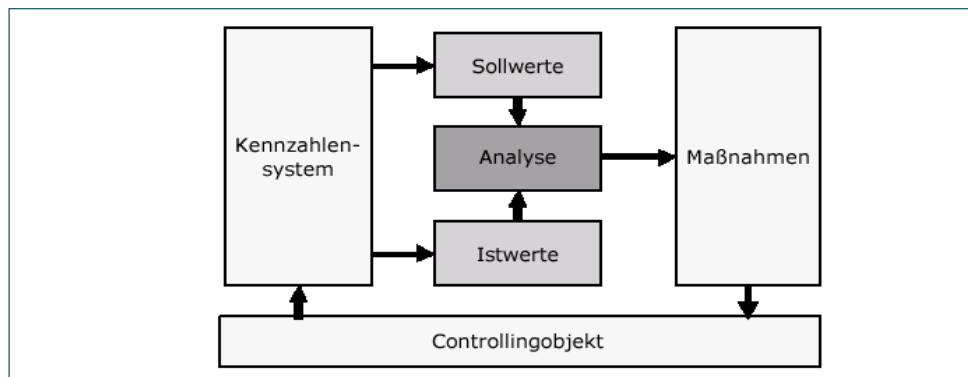 Sollwerte
Kennzahlen-
system
Analyse
Maßnahmen
Istwerte
Controllingobjekt